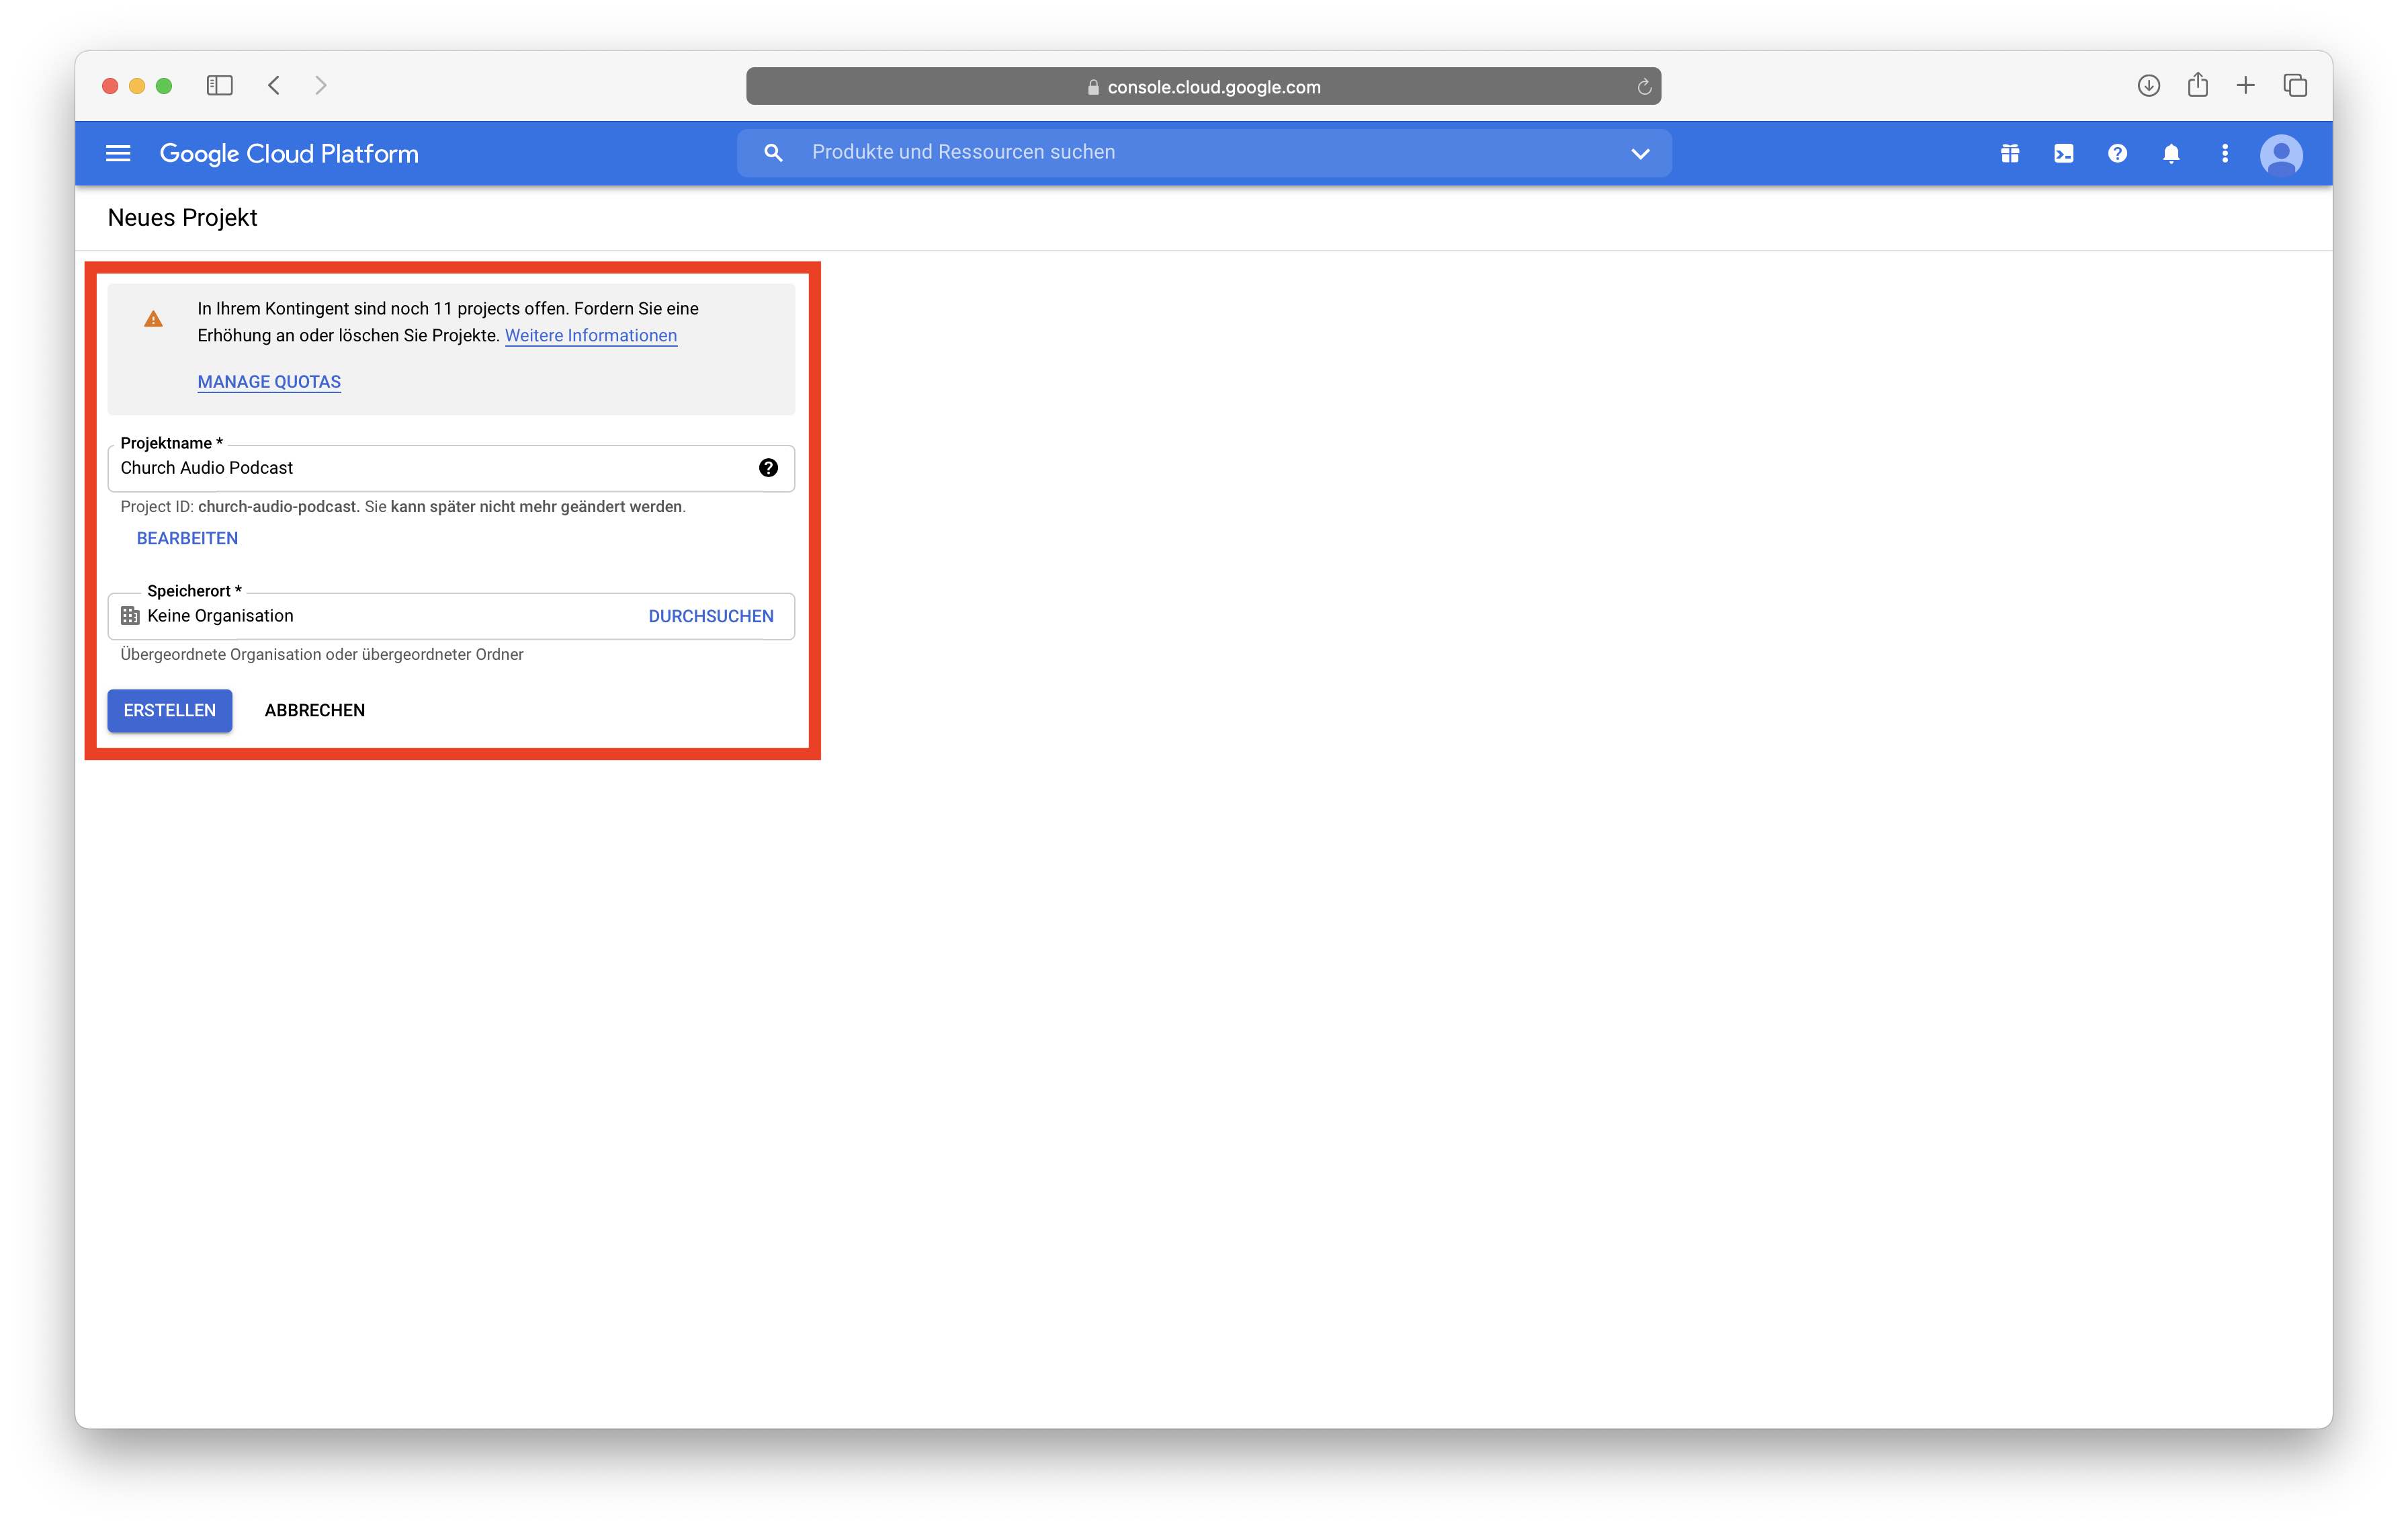 console.cloud.google.com
Google Cloud Platform
Produkte und Ressourcen suchen
Neues Projekt
In Ihrem Kontingent sind noch 11 projects offen. Fordern Sie eine
Erhöhung an oder löschen Sie Projekte. Weitere Informationen
MANAGE QUOTAS
Projektname *
Church Audio Podcast
Project ID: church-audio-podcast. Sie kann später nicht mehr geändert werden.
BEARBEITEN
Speicherort *
Keine Organisation DURCHSUCHEN
Übergeordnete Organisation oder übergeordneter Ordner
ERSTELLEN ABBRECHEN